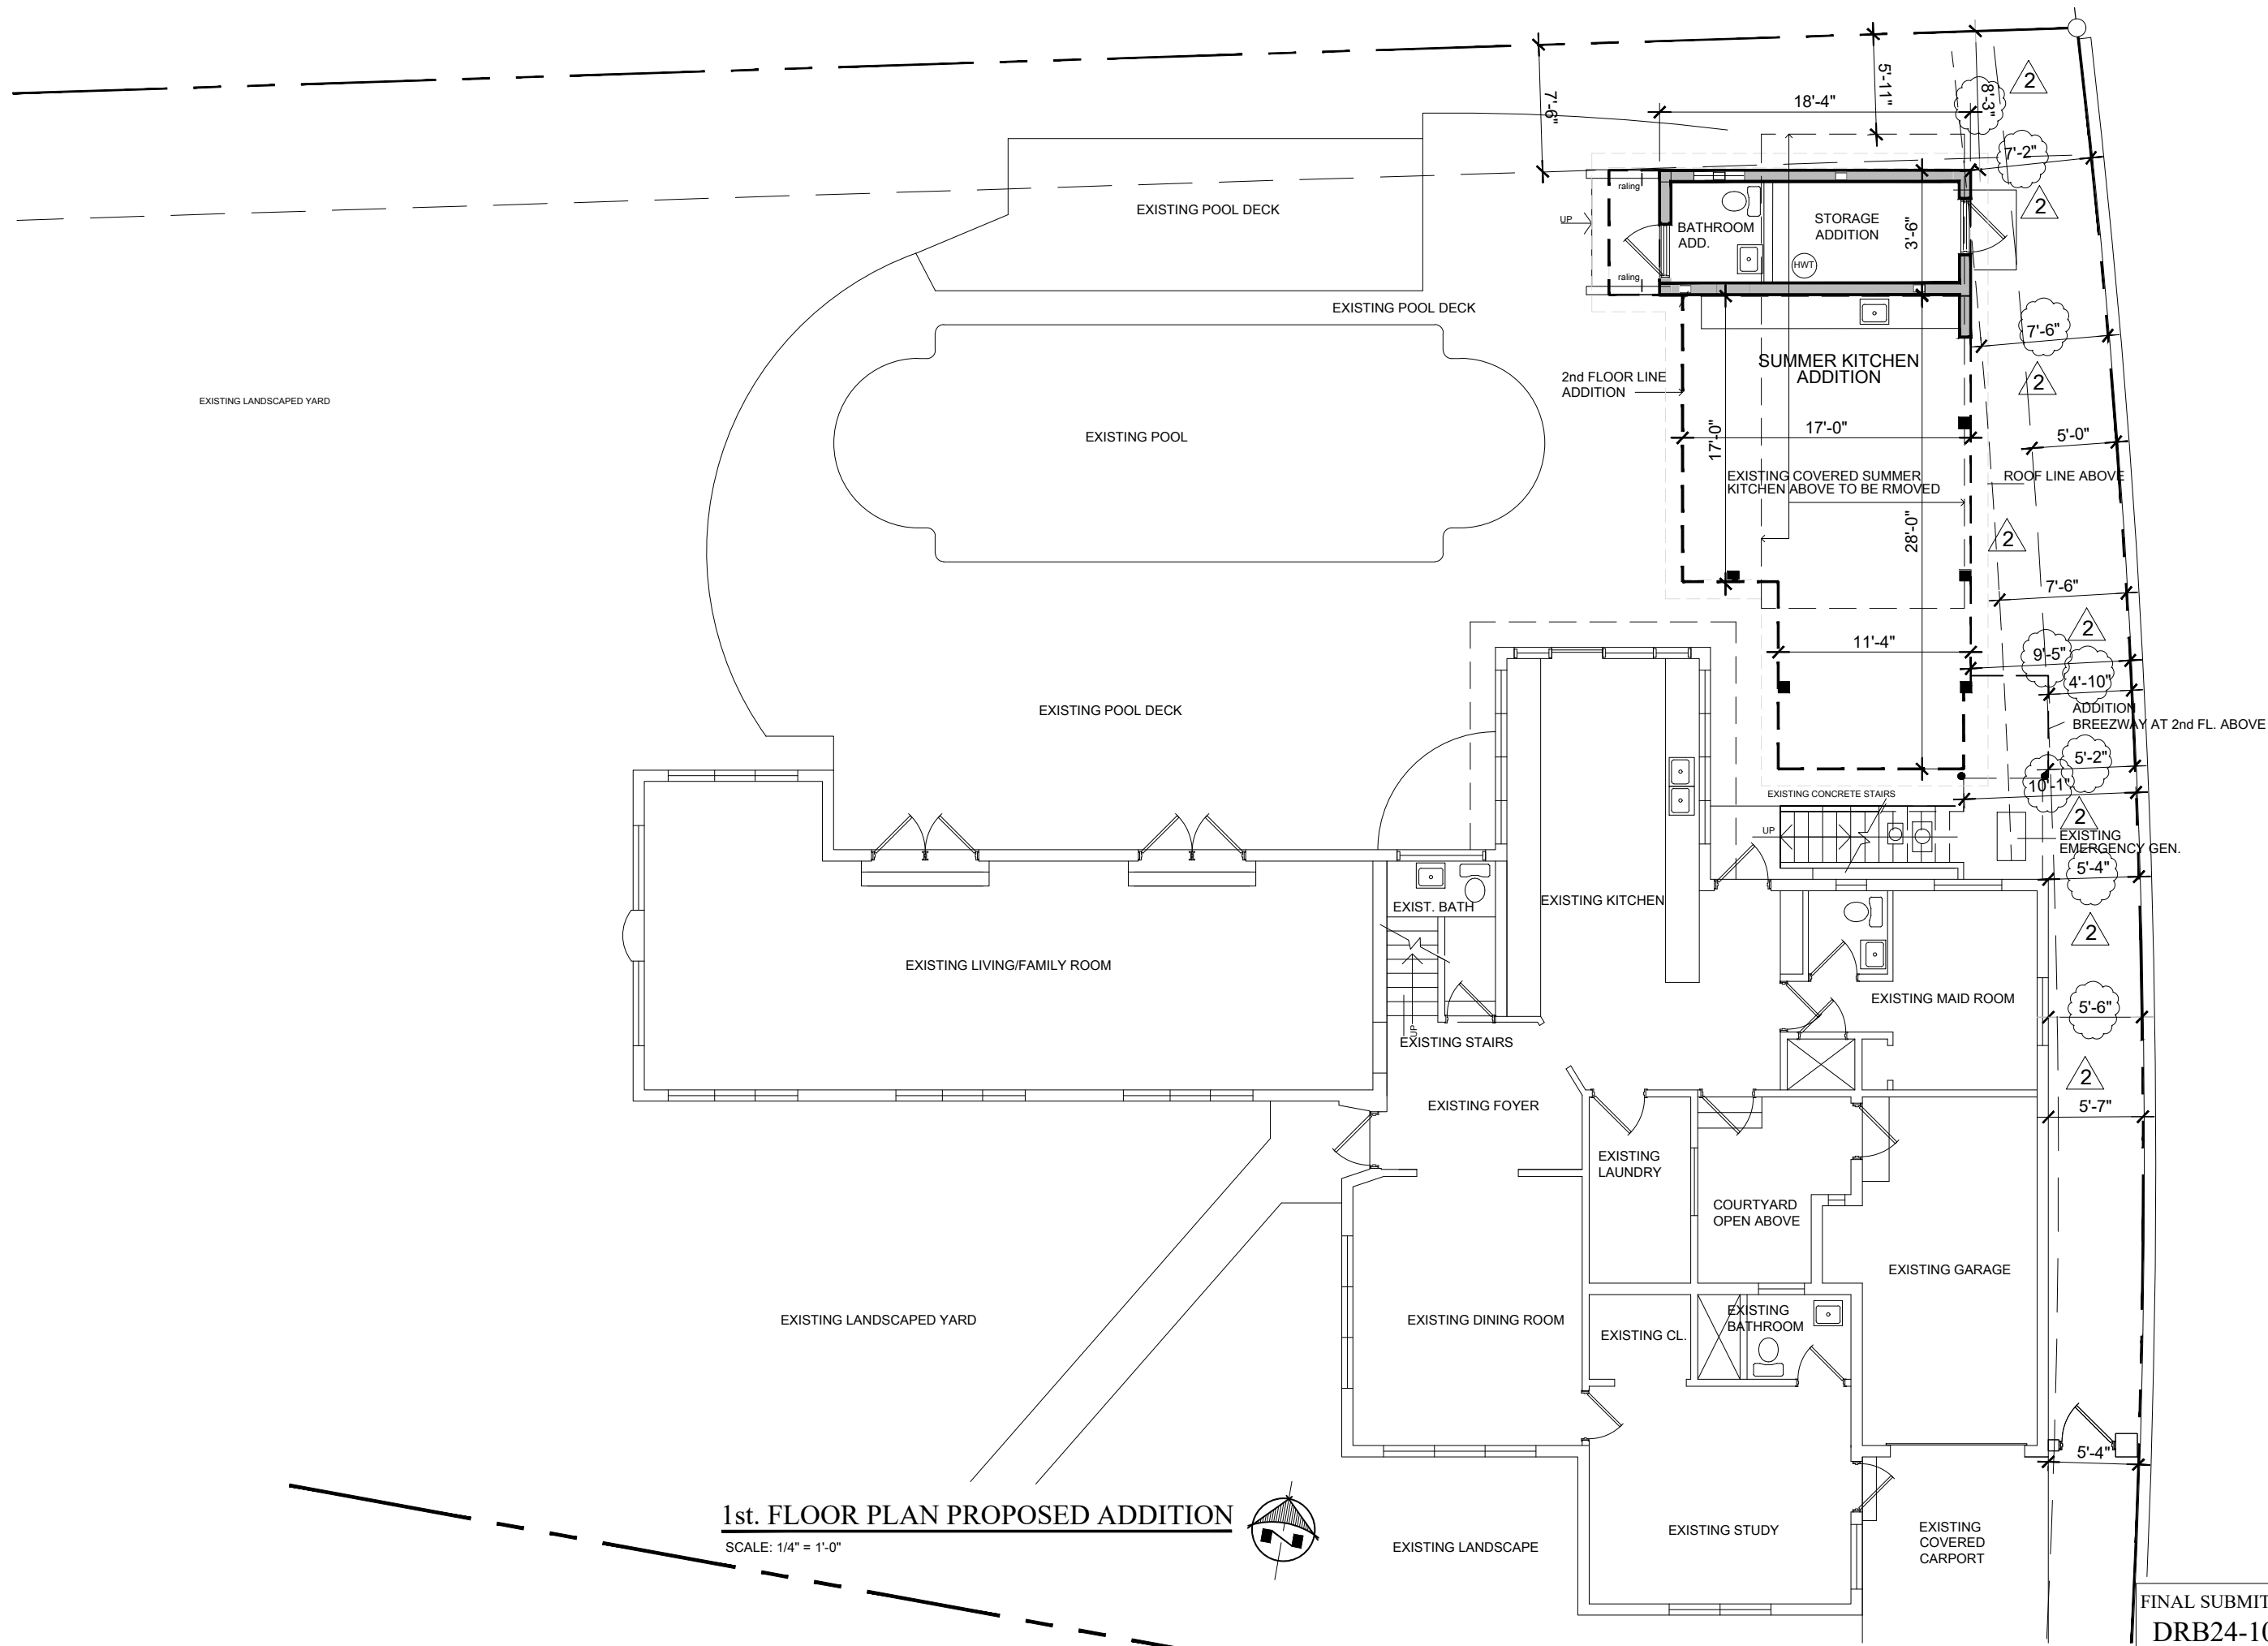 5'-11"
8'-3"
2
7'-6"
18'-4"
7'-2"
EXISTING POOL DECK
raling
UP
BATHROOM
ADD.
STORAGE
ADDITION
3'-6"
2
HWT
raling
EXISTING POOL DECK
7'-6"
SUMMER KITCHEN
ADDITION
2nd FLOOR LINE
ADDITION
2
EXISTING LANDSCAPED YARD
17'-0"
17'-0"
5'-0"
EXISTING POOL
EXISTING COVERED SUMMER
KITCHEN ABOVE TO BE RMOVED
ROOF LINE ABOVE
28'-0"
2
7'-6"
2
11'-4"
9'-5"
4'-10"
EXISTING POOL DECK
ADDITION
BREEZWAY AT 2nd FL. ABOVE
5'-2"
10'-1"
EXISTING CONCRETE STAIRS
2
UP
EXISTING
EMERGENCY GEN.
5'-4"
EXIST. BATH
EXISTING KITCHEN
2
EXISTING LIVING/FAMILY ROOM
EXISTING MAID ROOM
5'-6"
UP
EXISTING STAIRS
2
EXISTING FOYER
5'-7"
EXISTING
LAUNDRY
COURTYARD
OPEN ABOVE
EXISTING GARAGE
EXISTING LANDSCAPED YARD
EXISTING DINING ROOM
EXISTING CL.
EXISTING
BATHROOM
5'-4"
1st. FLOOR PLAN PROPOSED ADDITION
SCALE: 1/4" = 1'-0"
EXISTING LANDSCAPE
EXISTING STUDY
EXISTING
COVERED
CARPORT
FINAL SUBMIT
DRB24-10